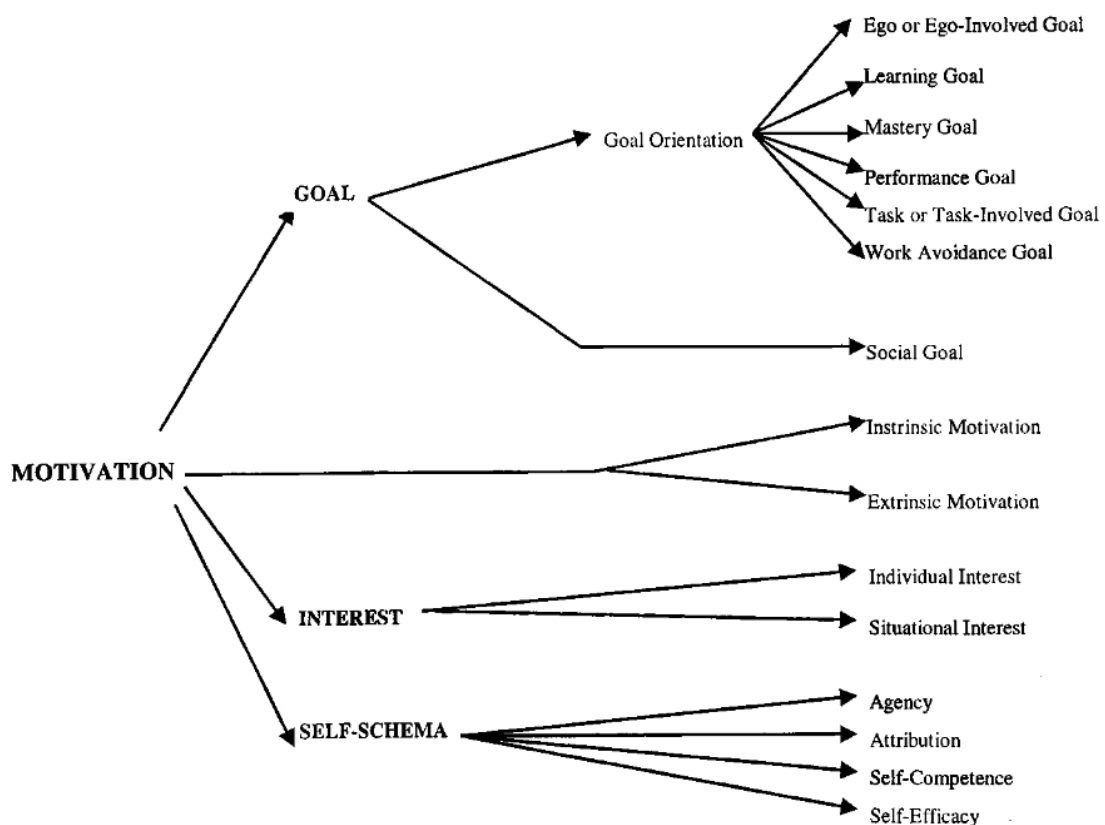 Ego or Ego-Involved Goal
Learning Goal
Goal Orientation
Mastery Goal
Performance Goal
GOAL
Task or Task-Involved Goal
Work Avoidance Goal
Social Goal
Instrinsic Motivation
MOTIVATION
Extrinsic Motivation
Individual Interest
INTEREST
Situational Interest
Agency
SELF-SCHEMA
Attribution
Self-Competence
Self-Efficacy